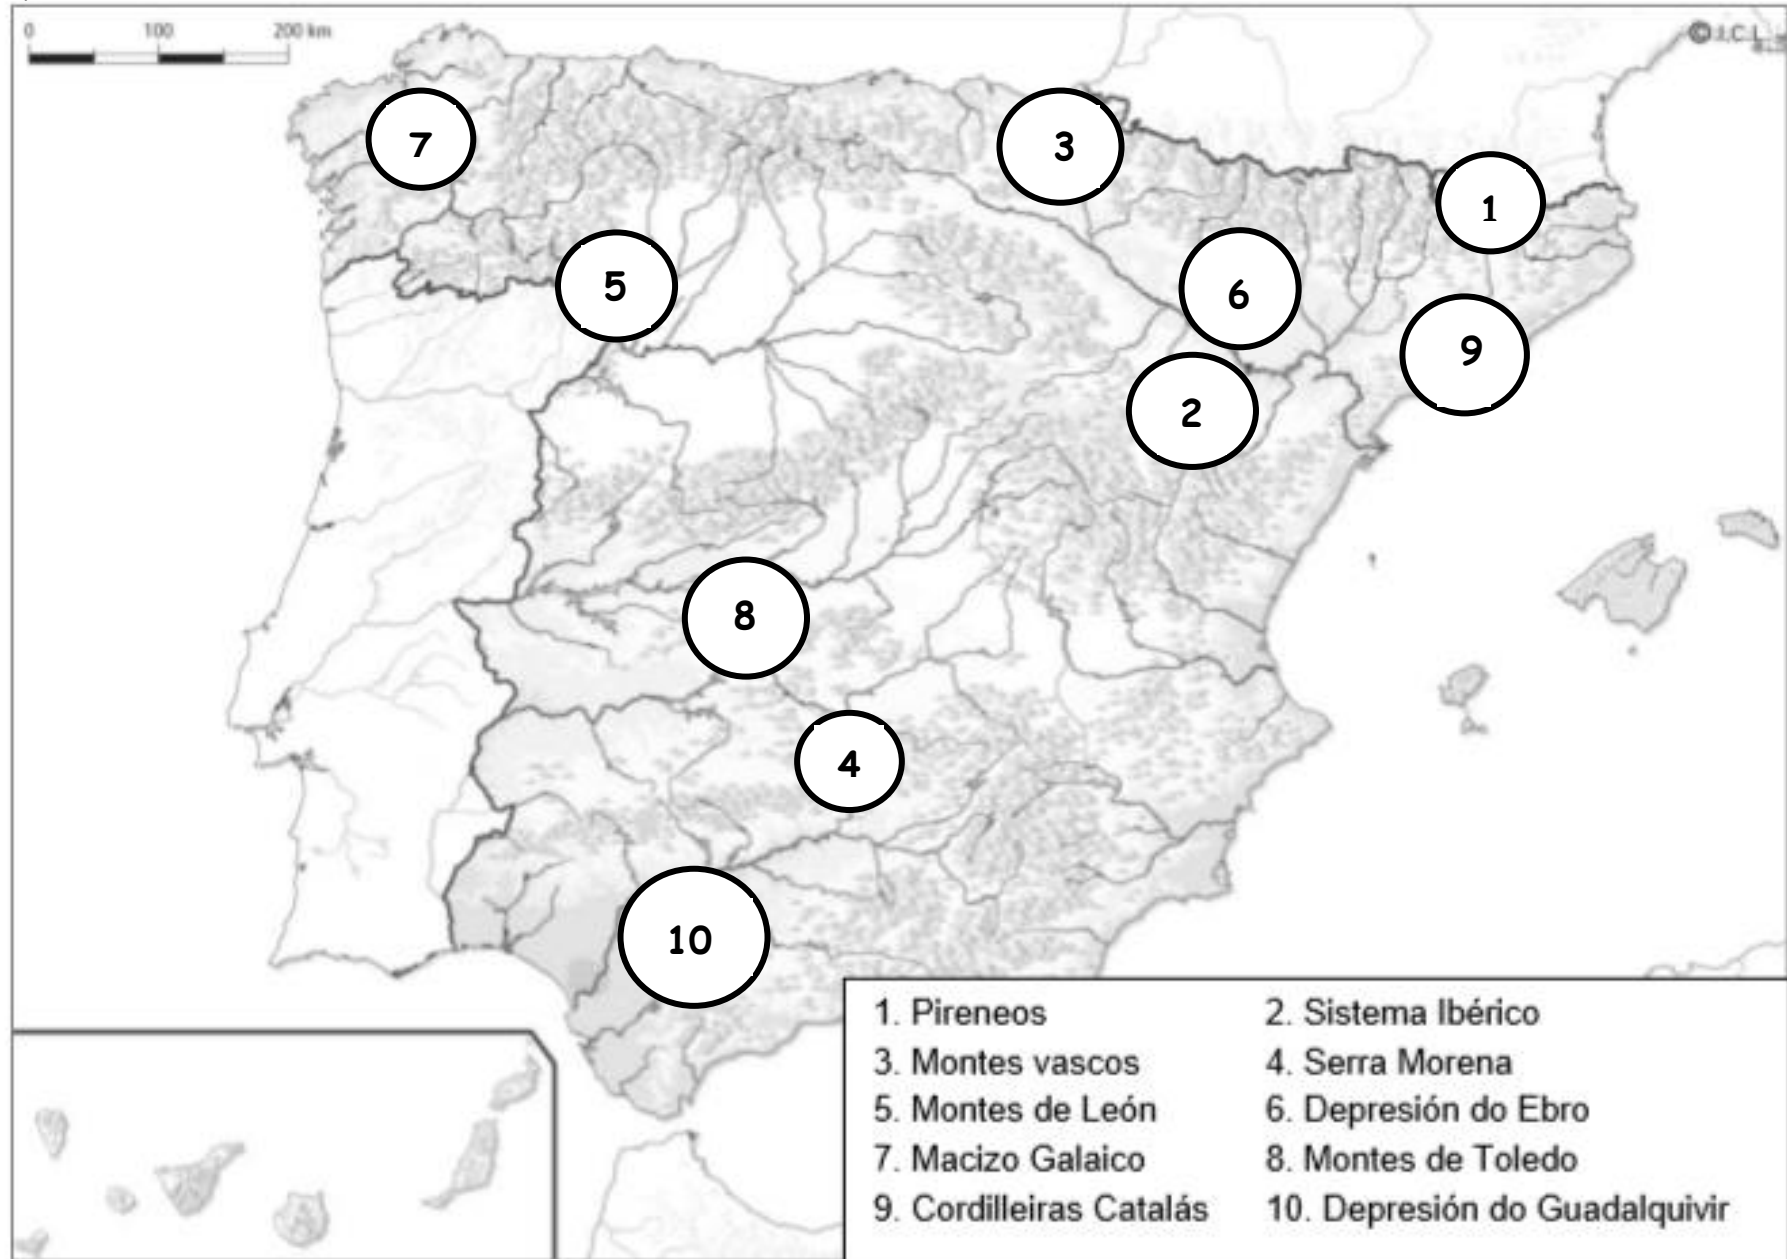 0 100 200 km
© J.C.L.
7
3
1
5
6
9
2
8
4
10
1. Pireneos
2. Sistema Ibérico
3. Montes vascos
4. Serra Morena
5. Montes de León
6. Depresión do Ebro
7. Macizo Galaico
8. Montes de Toledo
9. Cordilleiras Catalás
10. Depresión do Guadalquivir